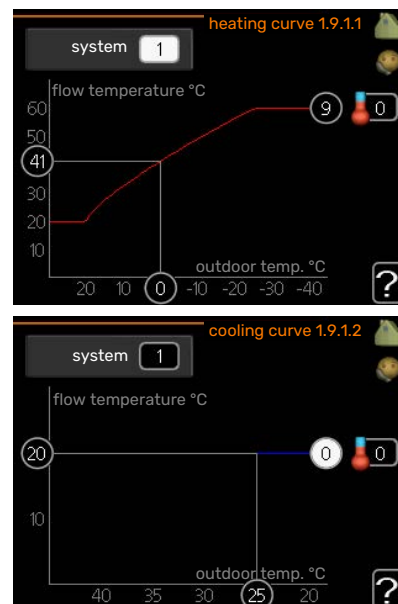 heating curve 1.9.1.1
system 1
flow temperature °C
60
9
0
50
41
30
20
10
outdoor temp. °C
20 10 0 -10 -20 -30 -40
?
cooling curve 1.9.1.2
system 1
flow temperature °C
20
0
0
10
outdoor temp. °C
40 35 30 25 20
?